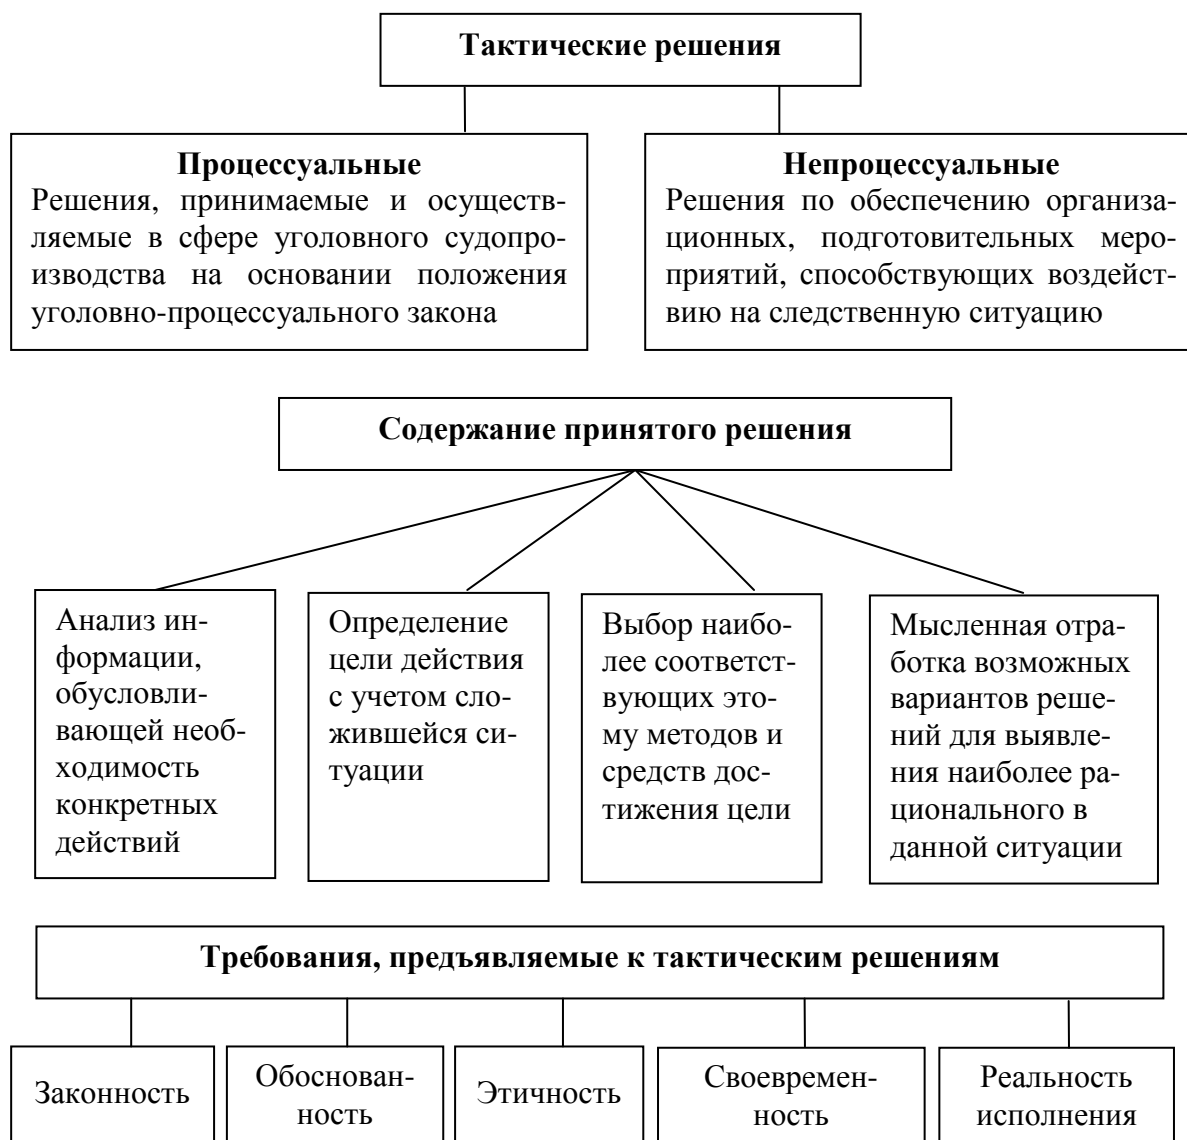 Тактические решения
Процессуальные
Решения, принимаемые и осуществ-
ляемые в сфере уголовного судопро-
изводства на основании положения
уголовно-процессуального закона
Непроцессуальные
Решения по обеспечению организа-
ционных, подготовительных меро-
приятий, способствующих воздейст-
вию на следственную ситуацию
Содержание принятого решения
Анализ ин-
формации,
обусловли-
вающей необ-
ходимость
конкретных
действий
Определение
цели действия
с учетом сло-
жившейся си-
туации
Выбор наибо-
лее соответст-
вующих это-
му методов и
средств дос-
тижения цели
Мысленная отра-
ботка возможных
вариантов реше-
ний для выявле-
ния наиболее ра-
ционального в
данной ситуации
Требования, предъявляемые к тактическим решениям
Законность
Обоснован-
ность
Этичность
Своевремен-
ность
Реальность
исполнения